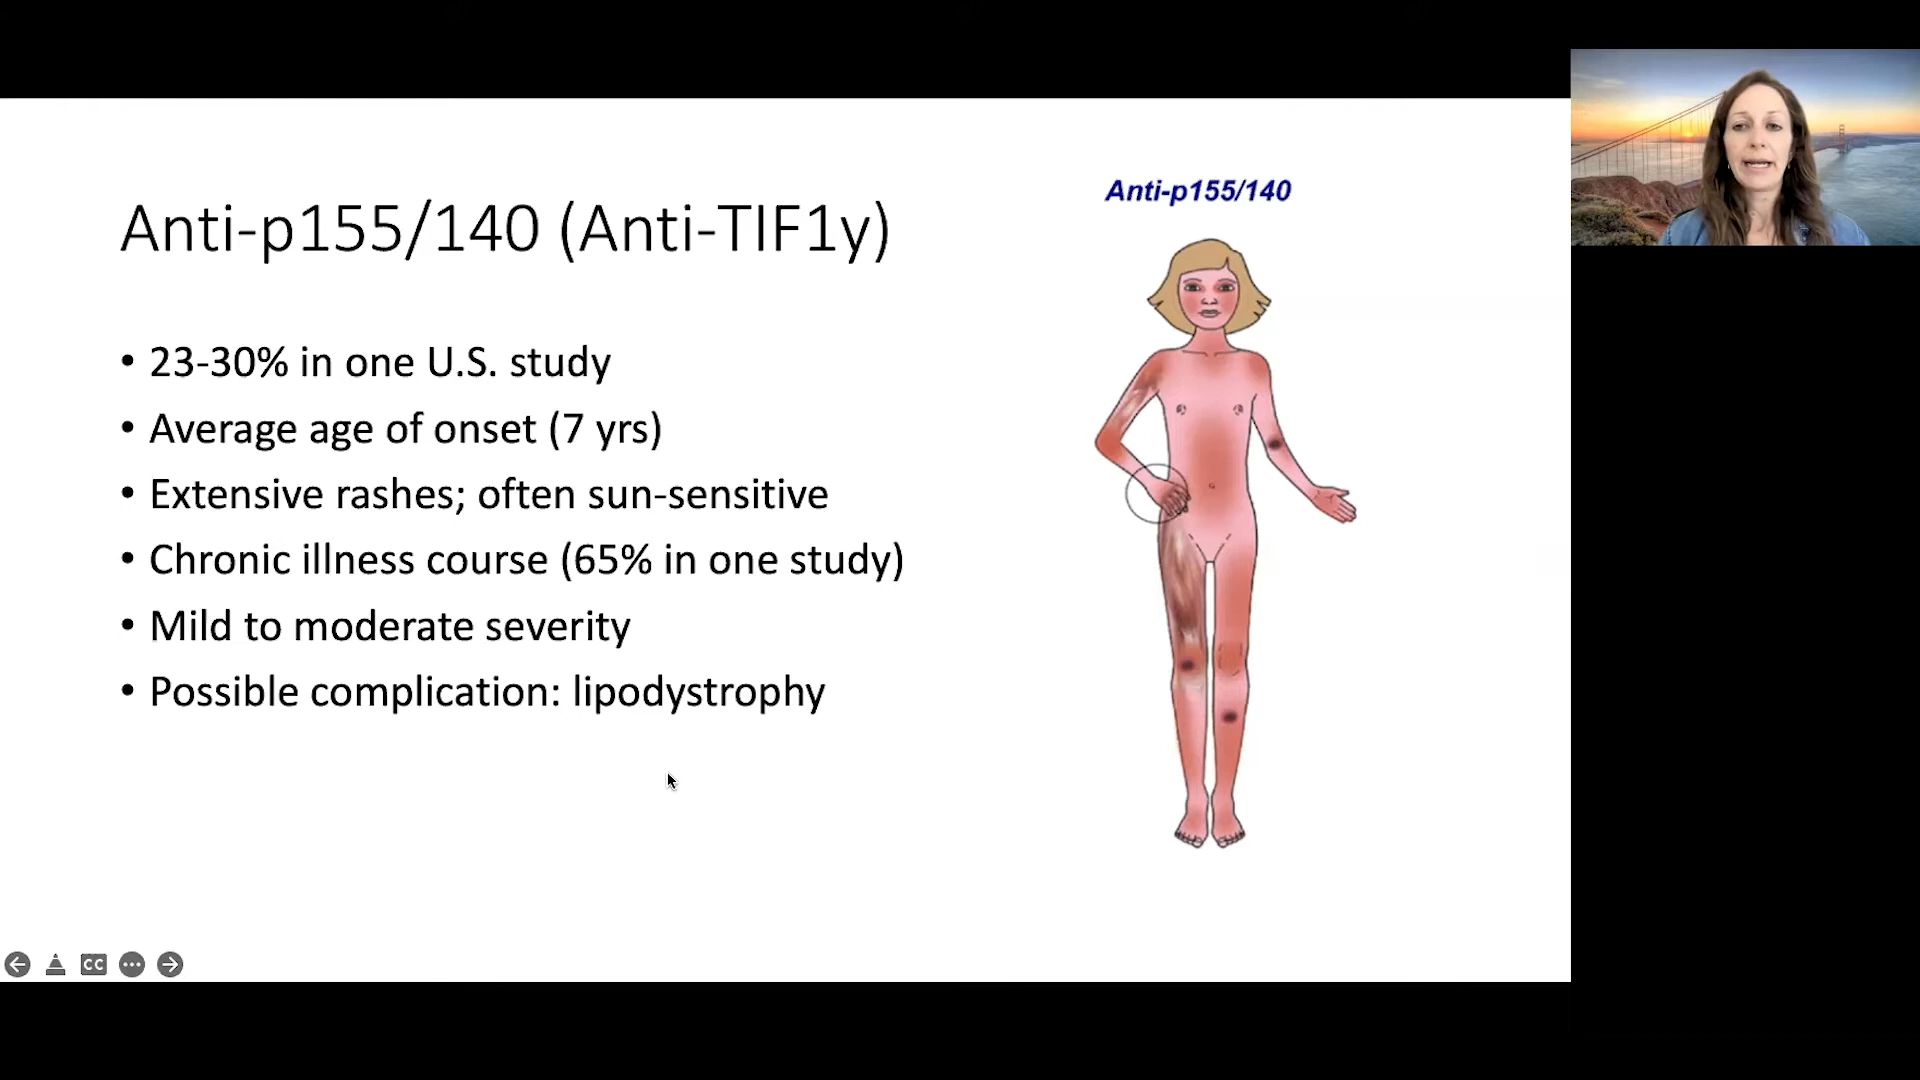 Anti-p155/140 (Anti-TIF1y)
• 23-30% in one U.S. study
• Average age of onset (7 yrs)
• Extensive rashes; often sun-sensitive
• Chronic illness course (65% in one study)
• Mild to moderate severity
• Possible complication: lipodystrophy
Anti-p155/140
CC